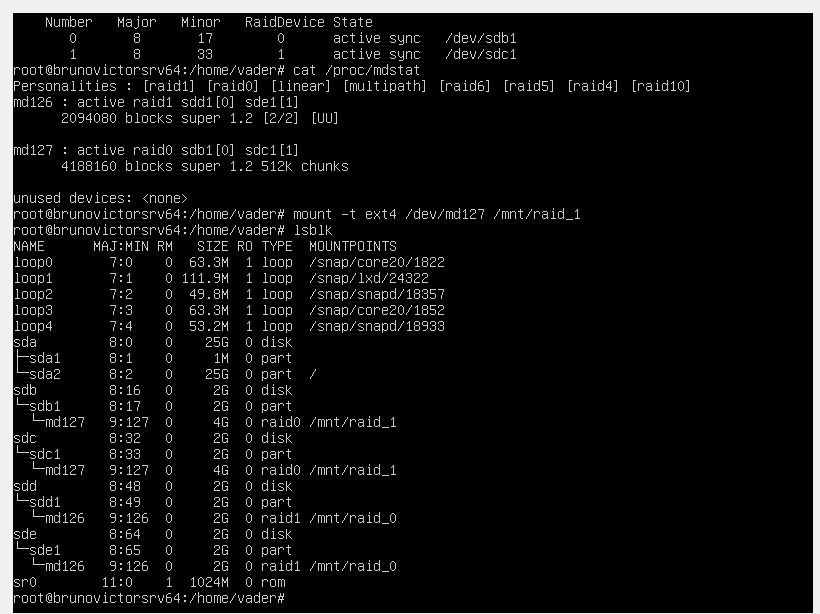 Number   Major   Minor   RaidDevice State
       0       8       17        0      active sync   /dev/sdb1
       1       8       33        1      active sync   /dev/sdc1
root@brunovictorsrv64:/home/vader# cat /proc/mdstat
Personalities : [raid1] [raid0] [linear] [multipath] [raid6] [raid5] [raid4] [raid10]
md126 : active raid1 sdd1[0] sde1[1]
      2094080 blocks super 1.2 [2/2] [UU]

md127 : active raid0 sdb1[0] sdc1[1]
      4188160 blocks super 1.2 512k chunks

unused devices: <none>
root@brunovictorsrv64:/home/vader# mount -t ext4 /dev/md127 /mnt/raid_1
root@brunovictorsrv64:/home/vader# lsblk
NAME      MAJ:MIN RM   SIZE RO TYPE  MOUNTPOINTS
loop0       7:0    0  63.3M  1 loop  /snap/core20/1822
loop1       7:1    0 111.9M  1 loop  /snap/lxd/24322
loop2       7:2    0  49.8M  1 loop  /snap/snapd/18357
loop3       7:3    0  63.3M  1 loop  /snap/core20/1852
loop4       7:4    0  53.2M  1 loop  /snap/snapd/18933
sda         8:0    0    25G  0 disk
├─sda1      8:1    0     1M  0 part
└─sda2      8:2    0    25G  0 part  /
sdb         8:16   0     2G  0 disk
└─sdb1      8:17   0     2G  0 part
  └─md127   9:127  0     4G  0 raid0 /mnt/raid_1
sdc         8:32   0     2G  0 disk
└─sdc1      8:33   0     2G  0 part
  └─md127   9:127  0     4G  0 raid0 /mnt/raid_1
sdd         8:48   0     2G  0 disk
└─sdd1      8:49   0     2G  0 part
  └─md126   9:126  0     2G  0 raid1 /mnt/raid_0
sde         8:64   0     2G  0 disk
└─sde1      8:65   0     2G  0 part
  └─md126   9:126  0     2G  0 raid1 /mnt/raid_0
sr0        11:0    1  1024M  0 rom
root@brunovictorsrv64:/home/vader#